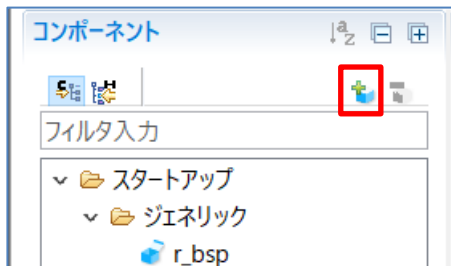 コンポーネント
フィルタ入力
スタートアップ
ジェネリック
r_bsp